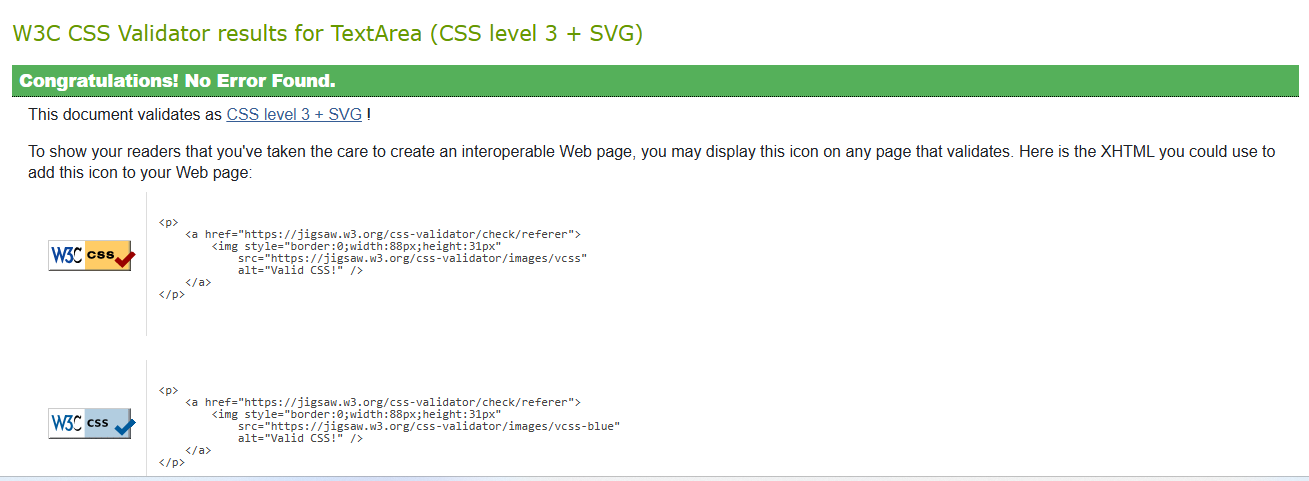 W3C CSS Validator results for TextArea (CSS level 3 + SVG)
Congratulations! No Error Found.
This document validates as CSS level 3 + SVG !
To show your readers that you've taken the care to create an interoperable Web page, you may display this icon on any page that validates. Here is the XHTML you could use to
add this icon to your Web page:
W3C css
<p>
    <a href="https://jigsaw.w3.org/css-validator/check/referer">
        <img style="border:0;width:88px;height:31px"
            src="https://jigsaw.w3.org/css-validator/images/vcss"
            alt="Valid CSS!" />
    </a>
</p>
W3C css
<p>
    <a href="https://jigsaw.w3.org/css-validator/check/referer">
        <img style="border:0;width:88px;height:31px"
            src="https://jigsaw.w3.org/css-validator/images/vcss-blue"
            alt="Valid CSS!" />
    </a>
</p>